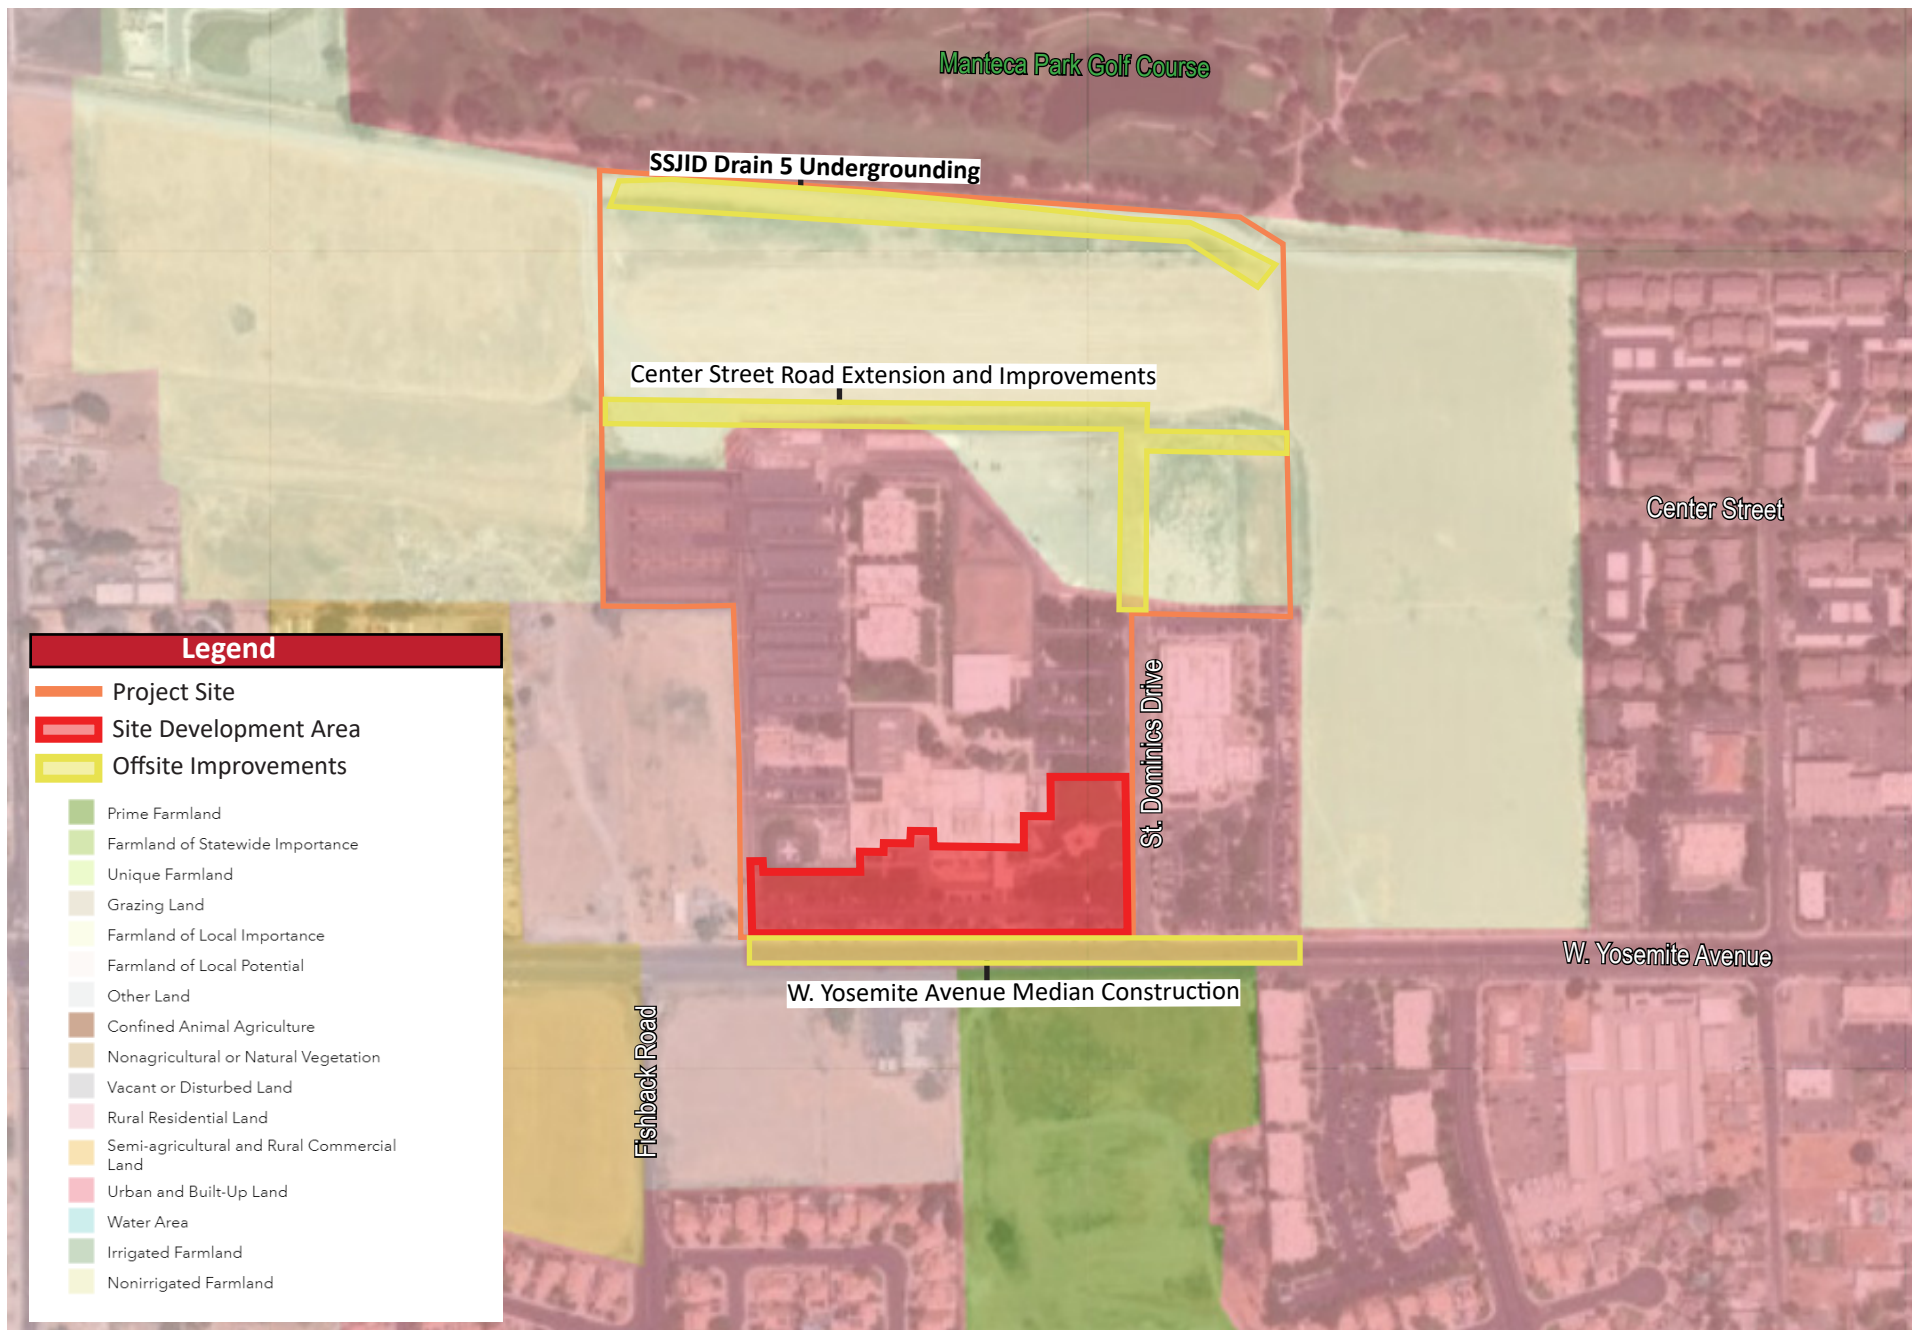 Manteca Park Golf Course
SSJID Drain 5 Undergrounding
Center Street Road Extension and Improvements
Center Street
St. Dominics Drive
W. Yosemite Avenue
W. Yosemite Avenue Median Construction
Fishback Road
Legend
Project Site
Site Development Area
Offsite Improvements
Prime Farmland
Farmland of Statewide Importance
Unique Farmland
Grazing Land
Farmland of Local Importance
Farmland of Local Potential
Other Land
Confined Animal Agriculture
Nonagricultural or Natural Vegetation
Vacant or Disturbed Land
Rural Residential Land
Semi-agricultural and Rural Commercial
Land
Urban and Built-Up Land
Water Area
Irrigated Farmland
Nonirrigated Farmland